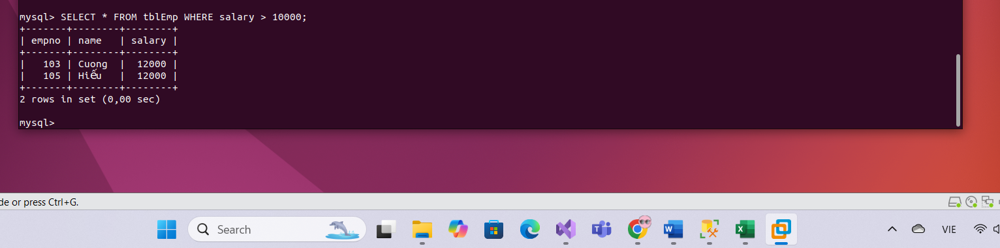 mysql> SELECT * FROM tblEmp WHERE salary > 10000;
+-------+--------+--------+
| empno | name   | salary |
+-------+--------+--------+
|   103 | Cuong  |  12000 |
|   105 | Hiếu   |  12000 |
+-------+--------+--------+
2 rows in set (0,00 sec)
mysql>
de or press Ctrl+G.
Search
VIE